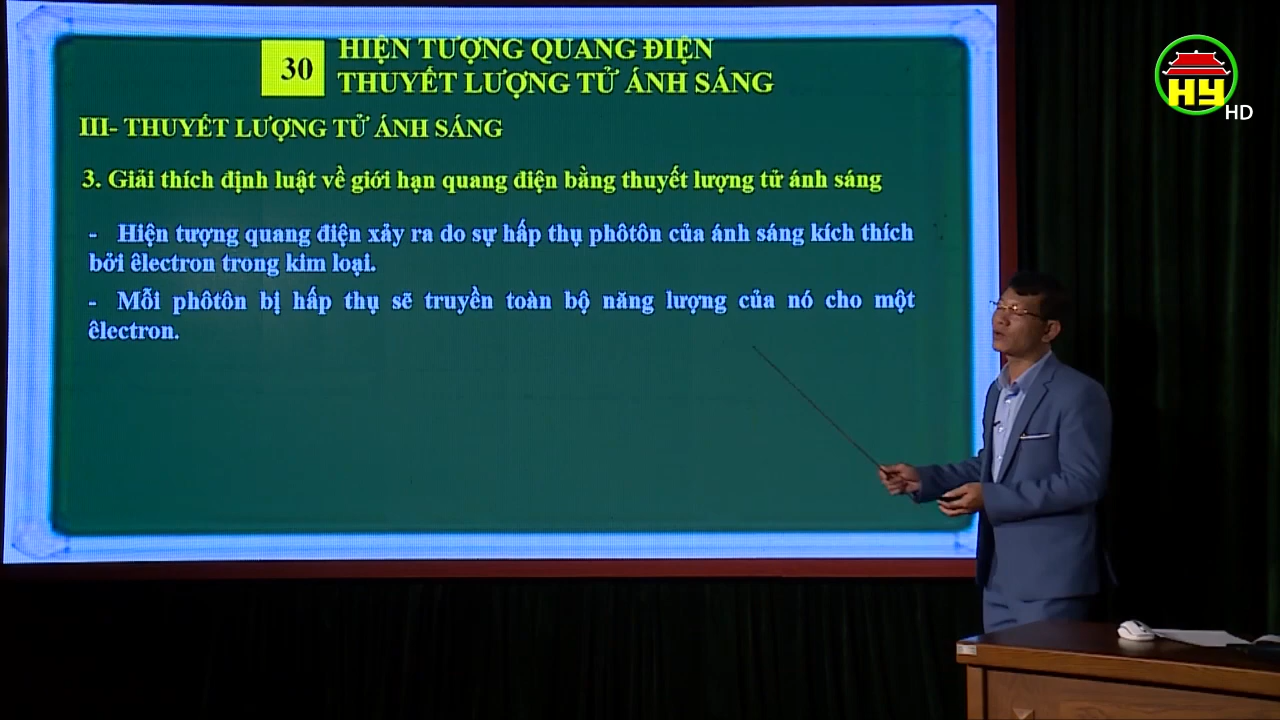 30
HIỆN TƯỢNG QUANG ĐIỆN
THUYẾT LƯỢNG TỬ ÁNH SÁNG
III- THUYẾT LƯỢNG TỬ ÁNH SÁNG
3. Giải thích định luật về giới hạn quang điện bằng thuyết lượng tử ánh sáng
- Hiện tượng quang điện xảy ra do sự hấp thụ phôtôn của ánh sáng kích thích
bởi êlectron trong kim loại.
- Mỗi phôtôn bị hấp thụ sẽ truyền toàn bộ năng lượng của nó cho một
êlectron.
HY
HD